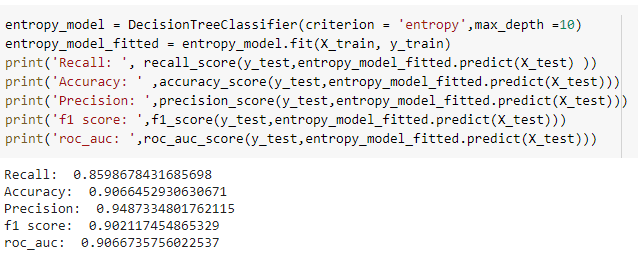 entropy_model = DecisionTreeClassifier(criterion = 'entropy',max_depth =10)
entropy_model_fitted = entropy_model.fit(X_train, y_train)
print('Recall: ', recall_score(y_test,entropy_model_fitted.predict(X_test) ))
print('Accuracy: ' ,accuracy_score(y_test,entropy_model_fitted.predict(X_test)))
print('Precision: ',precision_score(y_test,entropy_model_fitted.predict(X_test)))
print('f1 score: ',f1_score(y_test,entropy_model_fitted.predict(X_test)))
print('roc_auc: ',roc_auc_score(y_test,entropy_model_fitted.predict(X_test)))
Recall:  0.8598678431685698
Accuracy:  0.9066452930630671
Precision:  0.9487334801762115
f1 score:  0.902117454865329
roc_auc:  0.9066735756022537